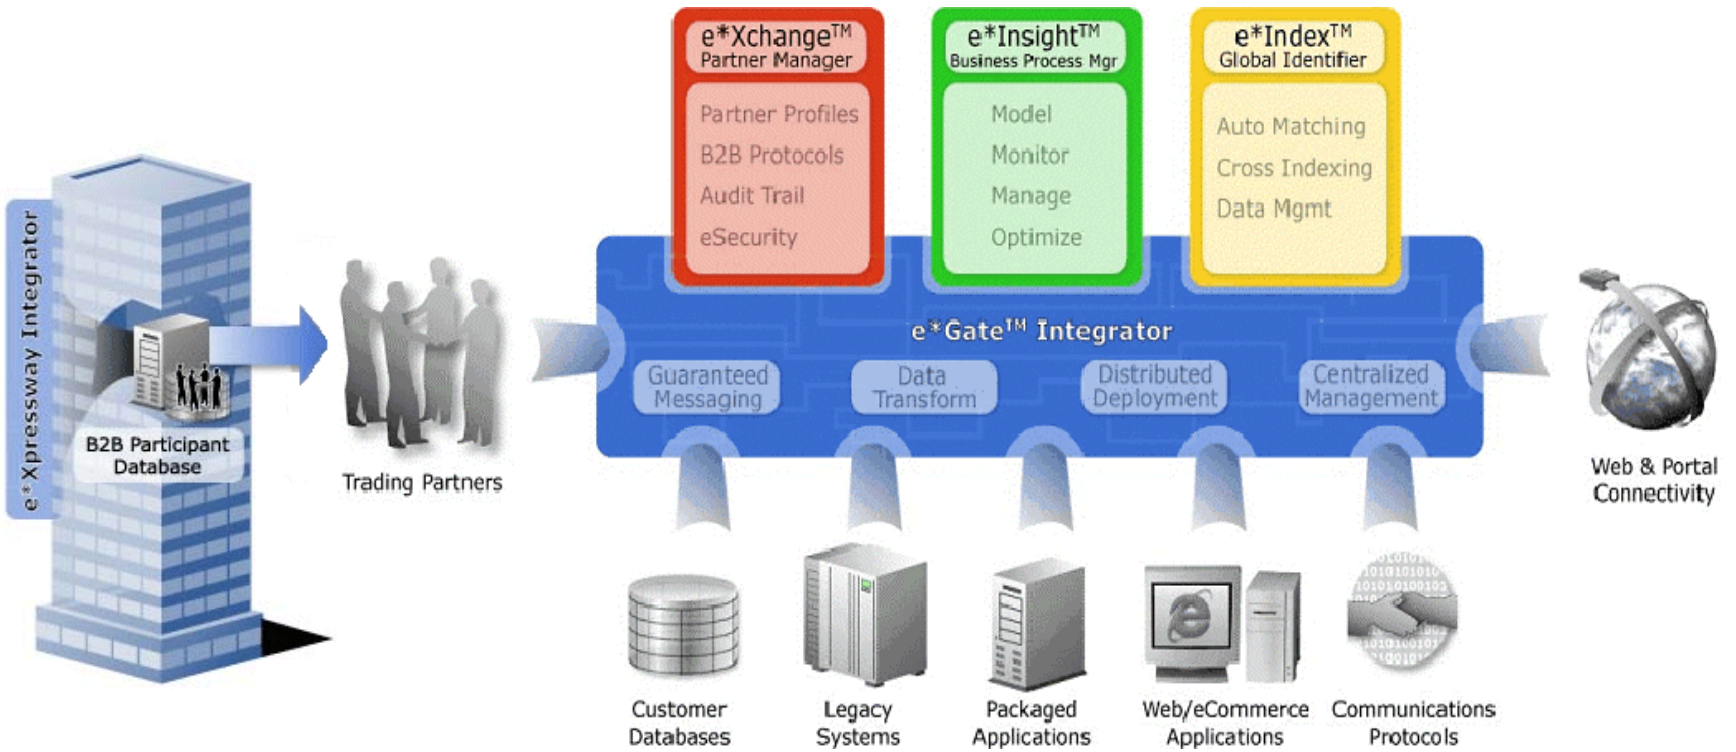 e*Xchange™
Partner Manager
Partner Profiles
B2B Protocols
Audit Trail
eSecurity
e*Insight™
Business Process Mgr
Model
Monitor
Manage
Optimize
e*Index™
Global Identifier
Auto Matching
Cross Indexing
Data Mgmt
e*Xpressway Integrator
B2B Participant
Database
Trading Partners
e*Gate™ Integrator
Guaranteed
Messaging
Data
Transform
Distributed
Deployment
Centralized
Management
Web & Portal
Connectivity
Customer
Databases
Legacy
Systems
Packaged
Applications
Web/eCommerce
Applications
Communications
Protocols